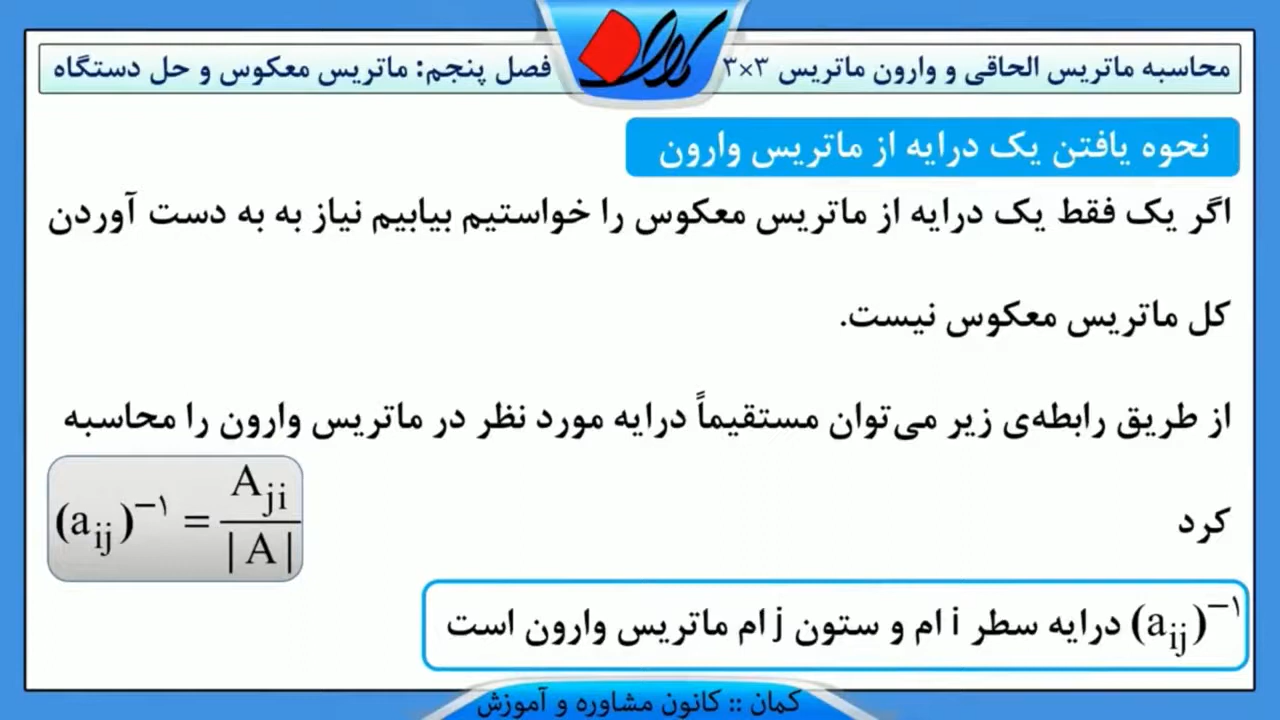 محاسبه ماتریس الحاقی و وارون ماتریس ۳×۳
کمان
فصل پنجم: ماتریس معکوس و حل دستگاه
نحوه یافتن یک درایه از ماتریس وارون
اگر یک فقط یک درایه از ماتریس معکوس را خواستیم بیابیم نیاز به به دست آوردن
کل ماتریس معکوس نیست.
از طریق رابطه‌ی زیر می‌توان مستقیماً درایه مورد نظر در ماتریس وارون را محاسبه
کرد
(a_ij)^−۱ = A_ji / |A|
(a_ij)^−۱ درایه سطر i ام و ستون j ام ماتریس وارون است
کمان :: کانون مشاوره و آموزش